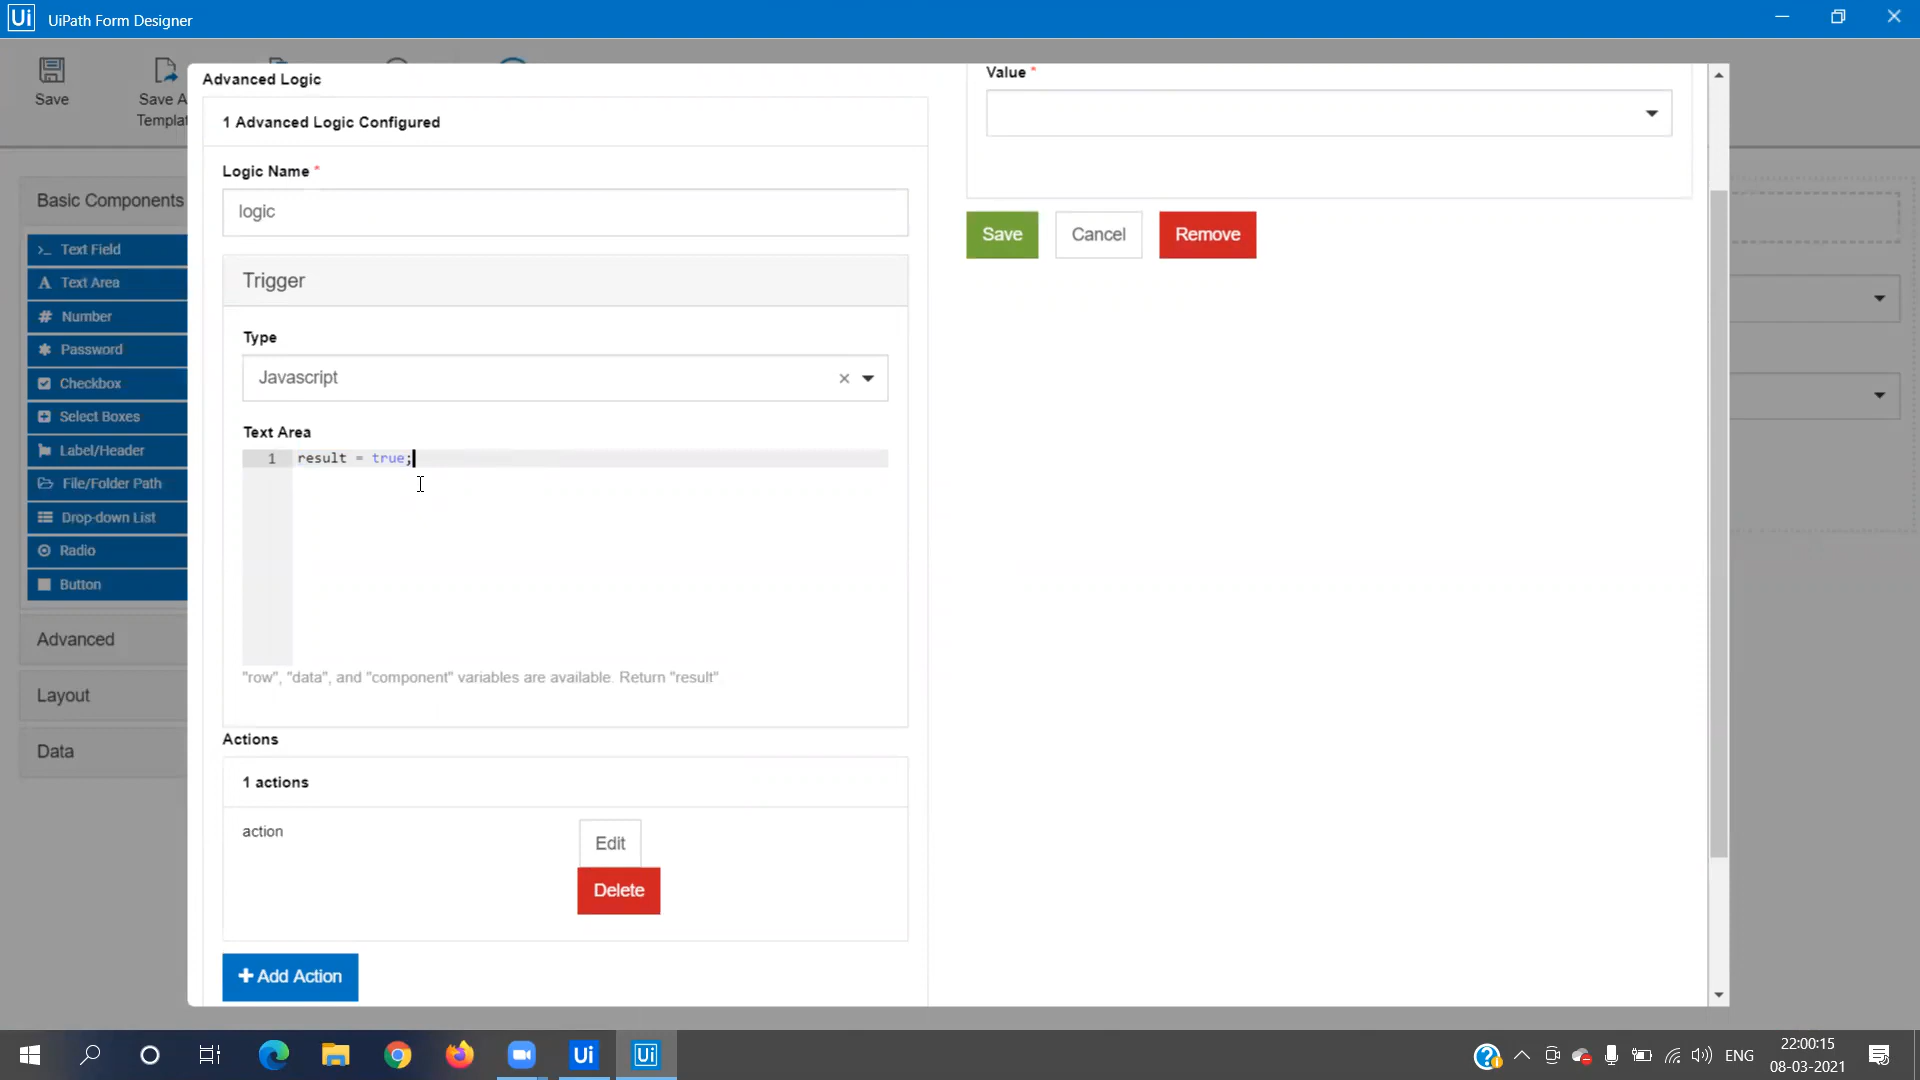 Ui UiPath Form Designer
Save
Save A
Templat
Basic Components
>_ Text Field
A Text Area
# Number
Password
Checkbox
Select Boxes
Label/Header
File/Folder Path
Drop-down List
Radio
Button
Advanced
Layout
Data
Advanced Logic
1 Advanced Logic Configured
Logic Name *
logic
Trigger
Type
Javascript
Text Area
1 result = true;
"row", "data", and "component" variables are available. Return "result"
Actions
1 actions
action
Edit
Delete
+ Add Action
Value *
Save Cancel Remove
Ui Ui ENG
22:00:15
08-03-2021